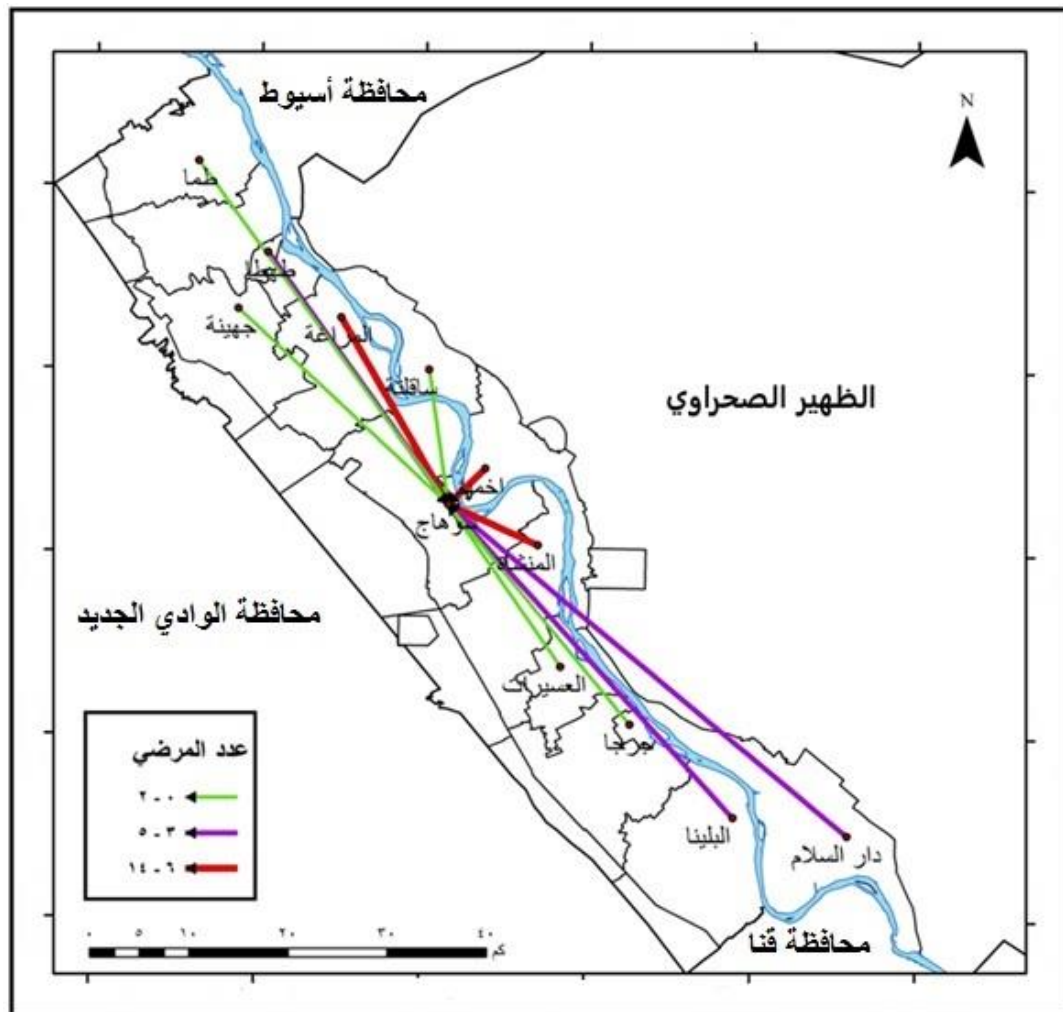 محافظة أسيوط
N
طما
طهطا
جهينة
المراغة
ساقلتة
الظهير الصحراوي
اخميم
سوهاج
المنشاة
محافظة الوادي الجديد
العسيرات
جرجا
البلينا
دار السلام
محافظة قنا
عدد المرضي
٠ - ٢
٣ - ٥
٦ - ١٤
٠ ٥ ١٠ ٢٠ ٣٠ ٤٠
كم